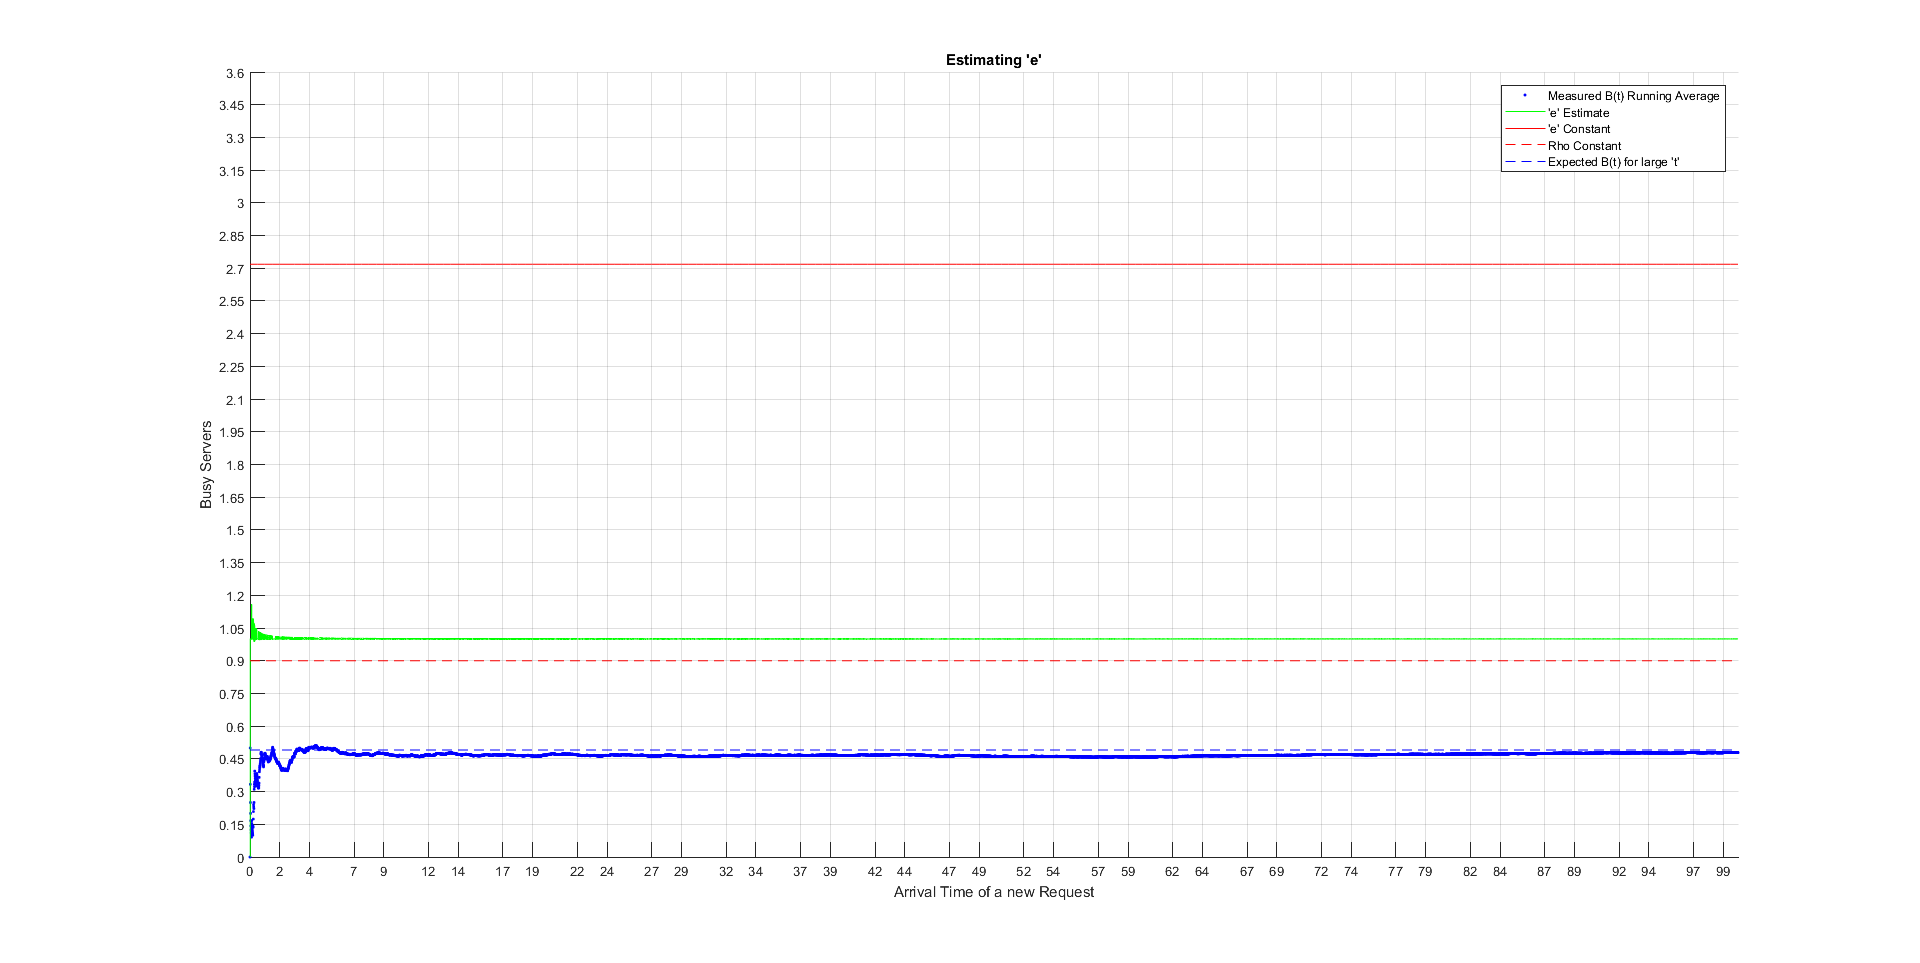 Estimating 'e'
3.6
3.45
3.3
3.15
3
2.85
2.7
2.55
2.4
2.25
2.1
1.95
1.8
1.65
1.5
1.35
1.2
1.05
0.9
0.75
0.6
0.45
0.3
0.15
0
Busy Servers
Measured B(t) Running Average
'e' Estimate
'e' Constant
Rho Constant
Expected B(t) for large 't'
0 2 4 7 9 12 14 17 19 22 24 27 29 32 34 37 39 42 44 47 49 52 54 57 59 62 64 67 69 72 74 77 79 82 84 87 89 92 94 97 99
Arrival Time of a new Request